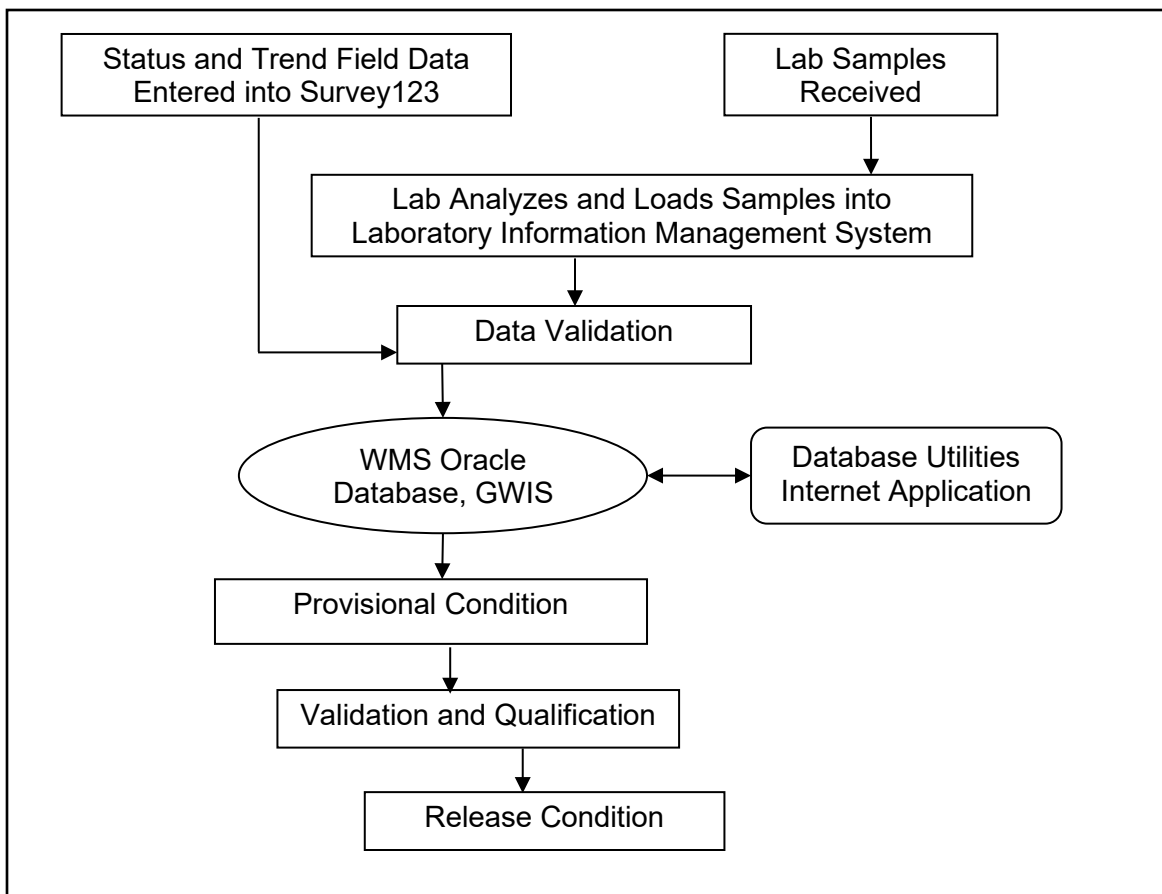 Status and Trend Field Data
Entered into Survey123
Lab Samples
Received
Lab Analyzes and Loads Samples into
Laboratory Information Management System
Data Validation
WMS Oracle
Database, GWIS
Database Utilities
Internet Application
Provisional Condition
Validation and Qualification
Release Condition